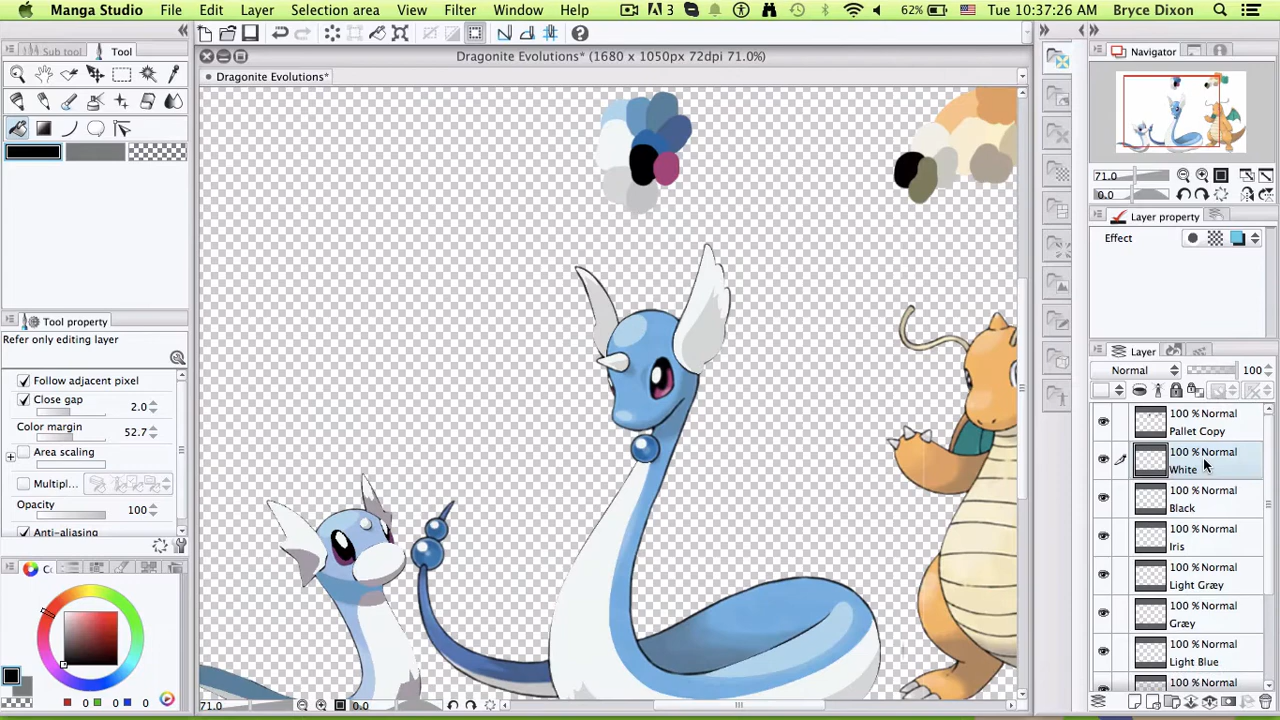 Manga Studio File Edit Layer Selection area View Filter Window Help 3 62% Tue 10:37:26 AM Bryce Dixon
Dragonite Evolutions* (1680 x 1050px 72dpi 71.0%)
Dragonite Evolutions*
Sub tool Tool
Tool property
Refer only editing layer
Follow adjacent pixel
Close gap 2.0
Color margin 52.7
Area scaling
Multipl..
Opacity 100
Anti-aliasing
C
0 0 0
71.0 0.0
Navigator
71.0
0.0
Layer property
Effect
Layer
Normal 100
100 % Normal
Pallet Copy
100 % Normal
White
100 % Normal
Black
100 % Normal
Iris
100 % Normal
Light Græy
100 % Normal
Græy
100 % Normal
Light Blue
100 % Normal